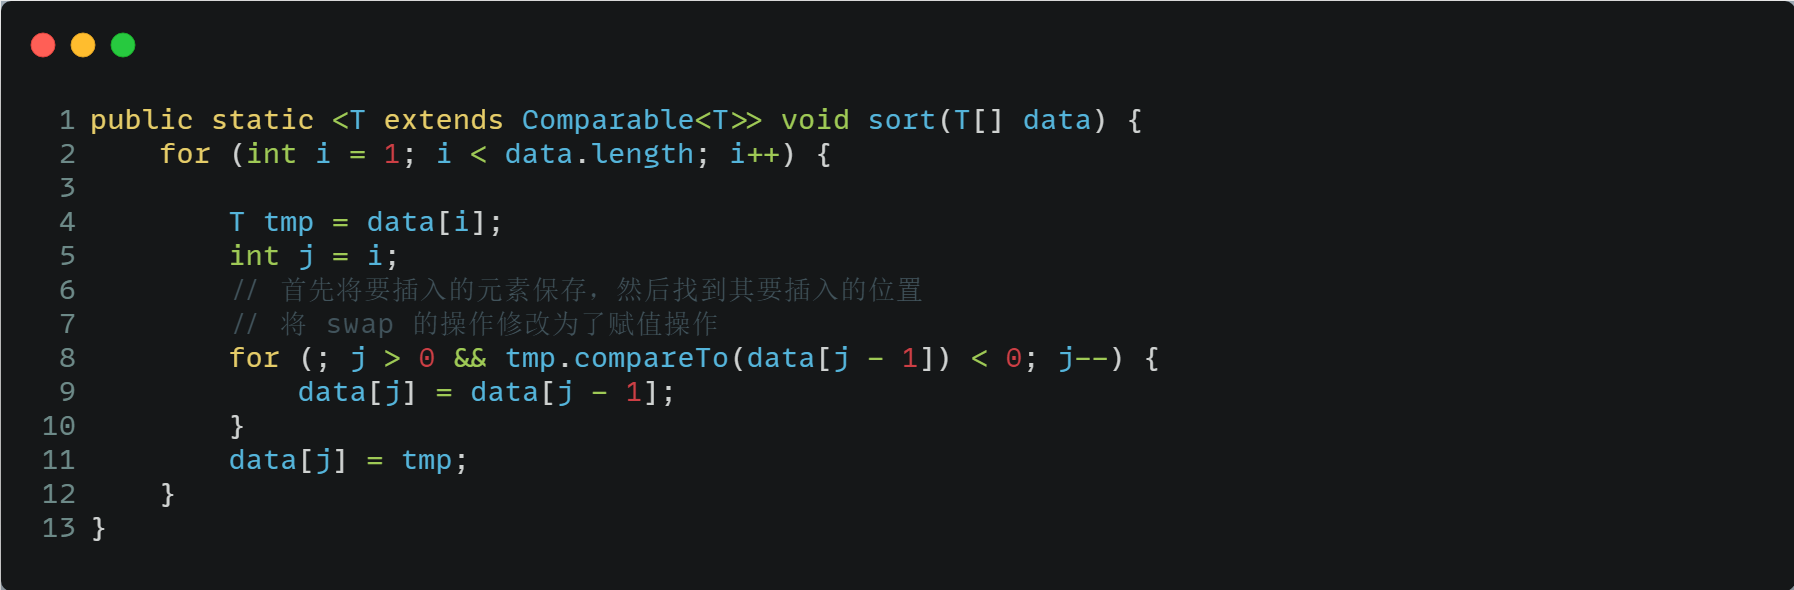 1 public static <T extends Comparable<T>> void sort(T[] data) {
2     for (int i = 1; i < data.length; i++) {
3
4         T tmp = data[i];
5         int j = i;
6         // 首先将要插入的元素保存，然后找到其要插入的位置
7         // 将 swap 的操作修改为了赋值操作
8         for (; j > 0 && tmp.compareTo(data[j - 1]) < 0; j--) {
9             data[j] = data[j - 1];
10         }
11         data[j] = tmp;
12     }
13 }